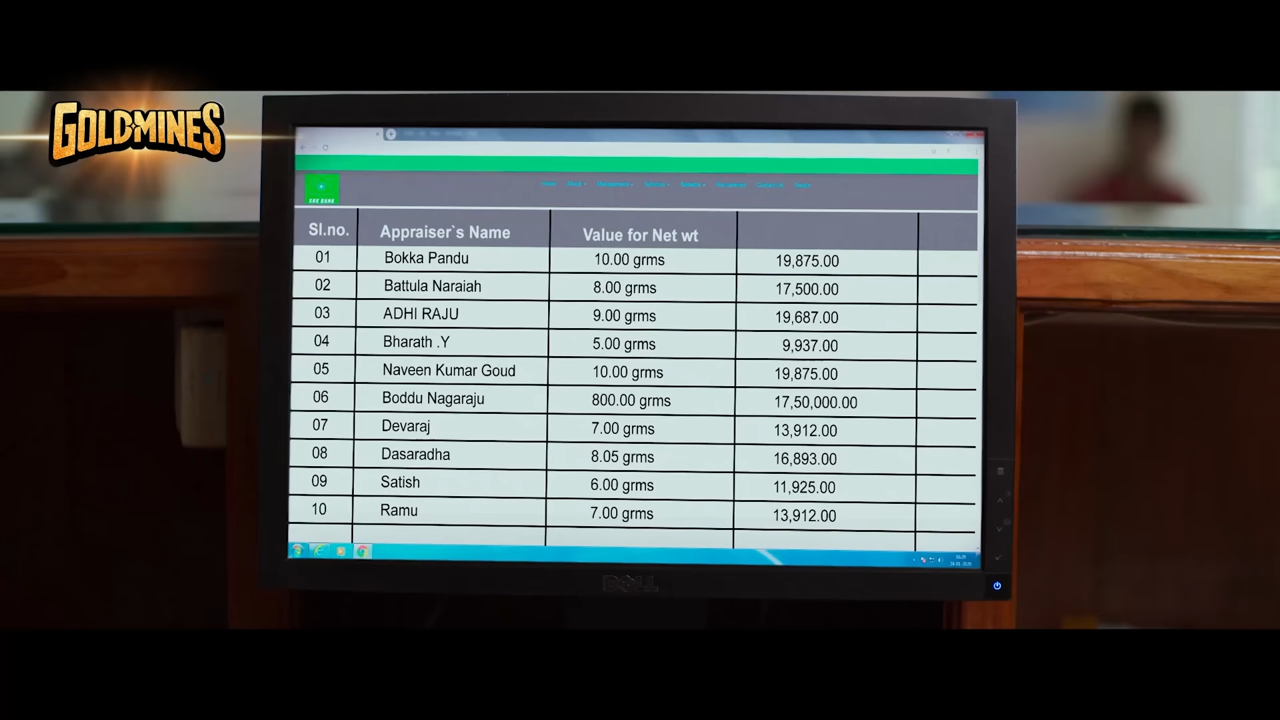 GOLDMINES
Sl.no. Appraiser`s Name Value for Net wt
01 Bokka Pandu 10.00 grms 19,875.00
02 Battula Naraiah 8.00 grms 17,500.00
03 ADHI RAJU 9.00 grms 19,687.00
04 Bharath .Y 5.00 grms 9,937.00
05 Naveen Kumar Goud 10.00 grms 19,875.00
06 Boddu Nagaraju 800.00 grms 17,50,000.00
07 Devaraj 7.00 grms 13,912.00
08 Dasaradha 8.05 grms 16,893.00
09 Satish 6.00 grms 11,925.00
10 Ramu 7.00 grms 13,912.00
DELL